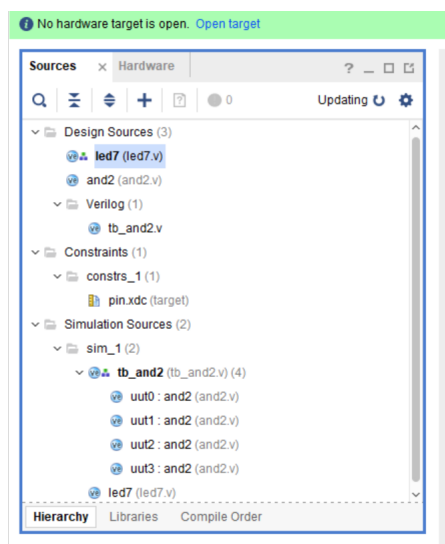 No hardware target is open. Open target
Sources × Hardware ?
0 Updating
Design Sources (3)
led7 (led7.v)
and2 (and2.v)
Verilog (1)
tb_and2.v
Constraints (1)
constrs_1 (1)
pin.xdc (target)
Simulation Sources (2)
sim_1 (2)
tb_and2 (tb_and2.v) (4)
uut0 : and2 (and2.v)
uut1 : and2 (and2.v)
uut2 : and2 (and2.v)
uut3 : and2 (and2.v)
led7 (led7.v)
Hierarchy Libraries Compile Order